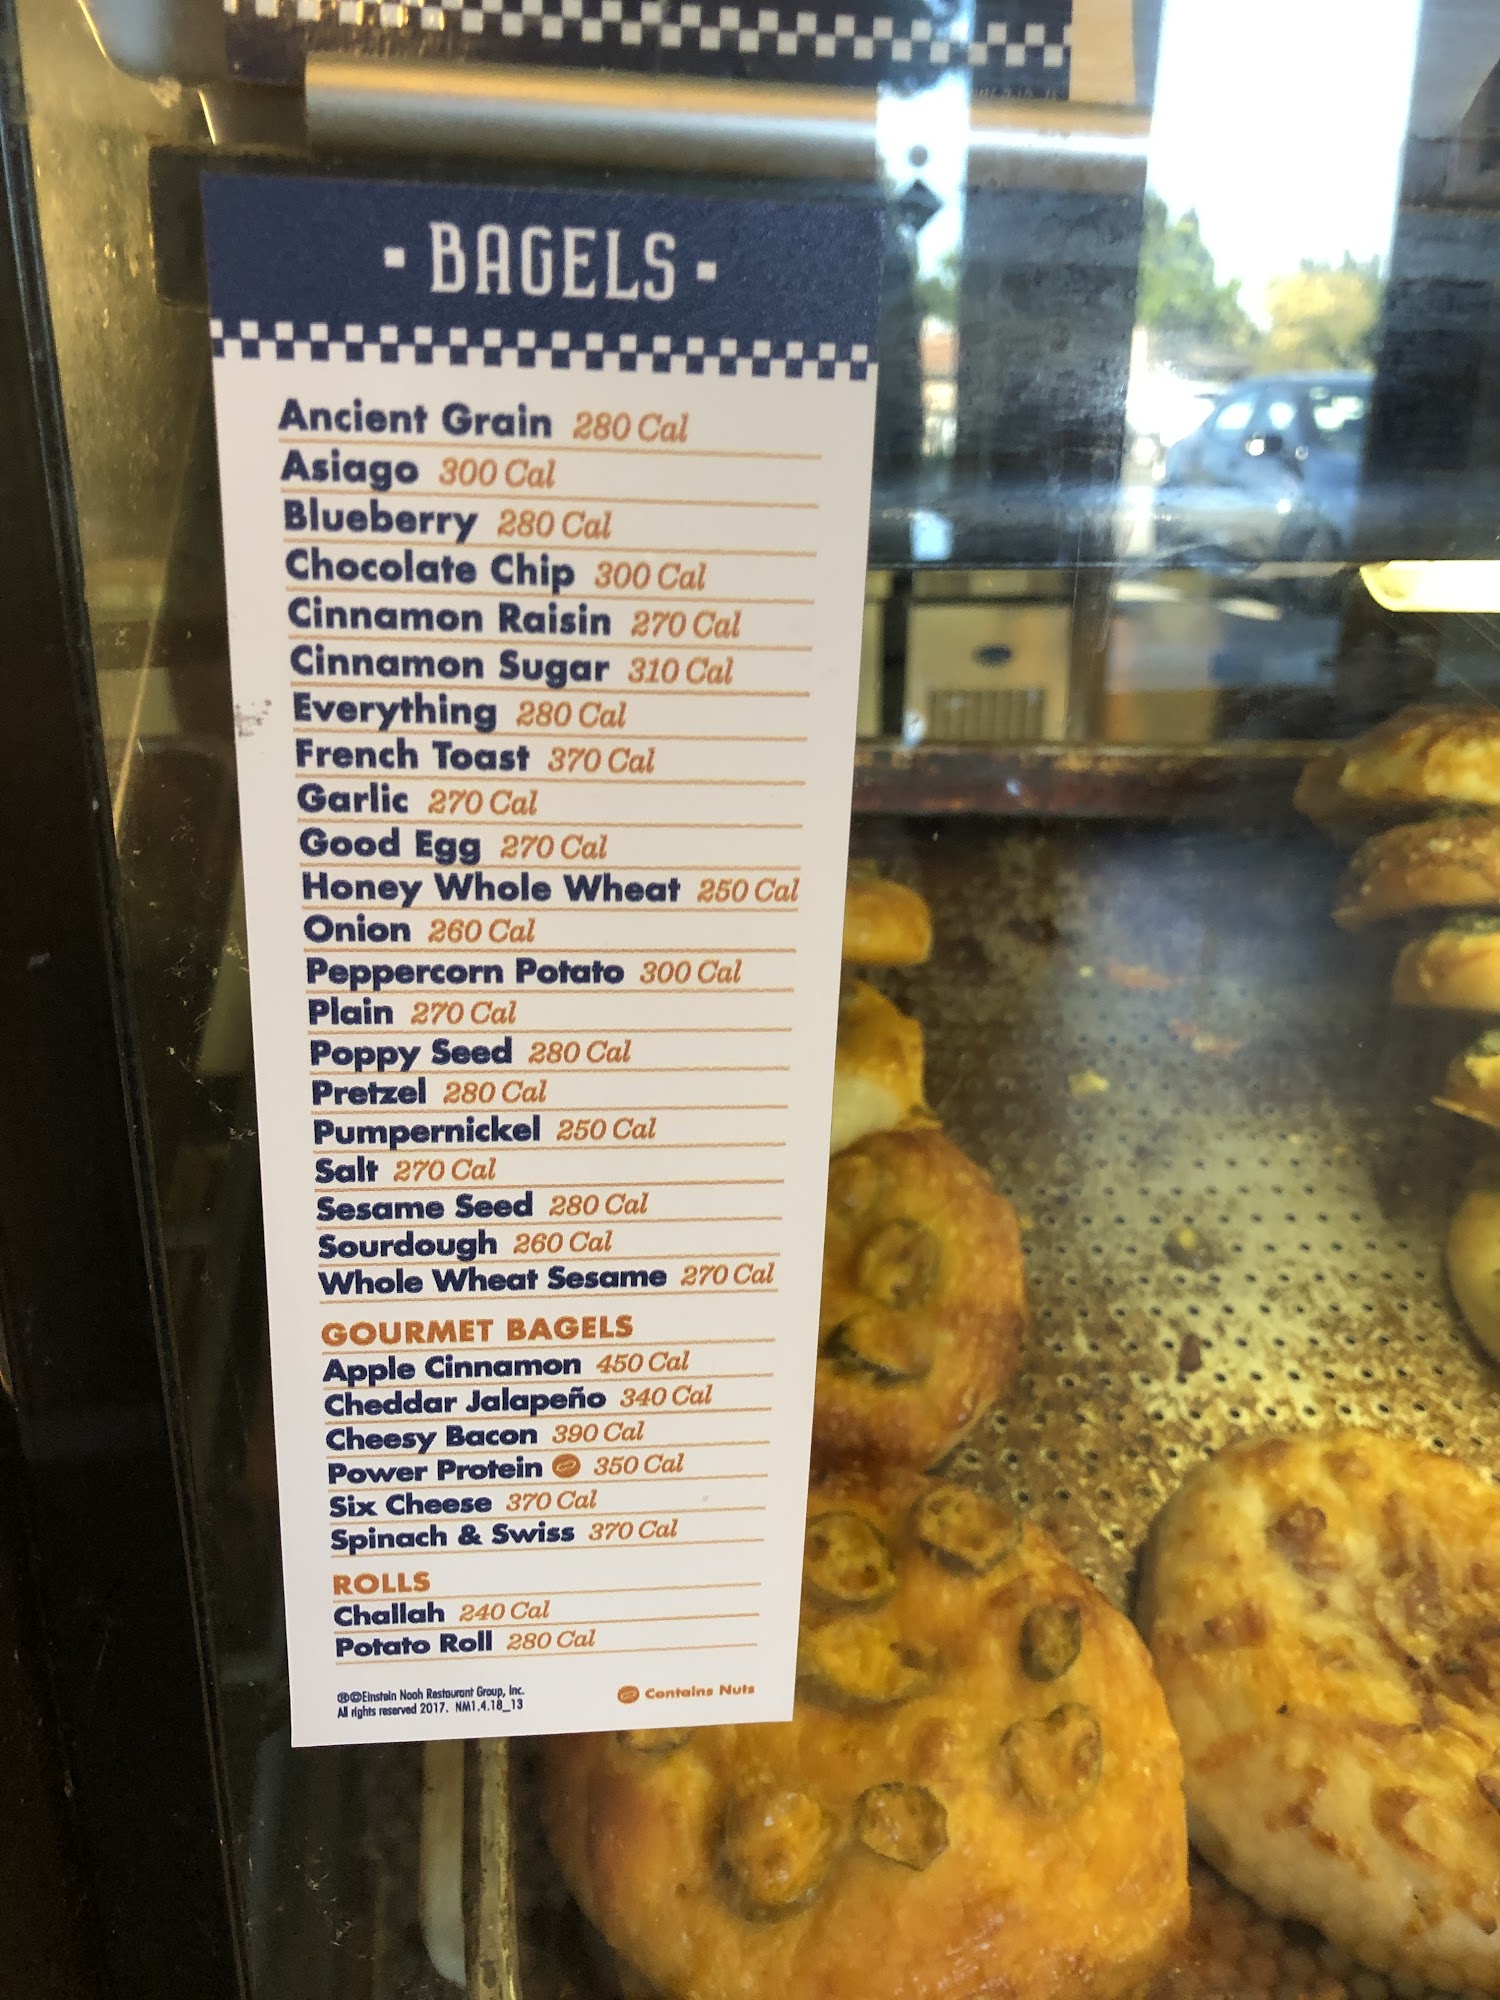 BAGELS
Ancient Grain 280 Cal
Asiago 300 Cal
Blueberry 280 Cal
Chocolate Chip 300 Cal
Cinnamon Raisin 270 Cal
Cinnamon Sugar 310 Cal
Everything 280 Cal
French Toast 370 Cal
Garlic 270 Cal
Good Egg 270 Cal
Honey Whole Wheat 250 Cal
Onion 260 Cal
Peppercorn Potato 300 Cal
Plain 270 Cal
Poppy Seed 280 Cal
Pretzel 280 Cal
Pumpernickel 250 Cal
Salt 270 Cal
Sesame Seed 280 Cal
Sourdough 260 Cal
Whole Wheat Sesame 270 Cal
GOURMET BAGELS
Apple Cinnamon 450 Cal
Cheddar Jalapeño 340 Cal
Cheesy Bacon 390 Cal
Power Protein 350 Cal
Six Cheese 370 Cal
Spinach & Swiss 370 Cal
ROLLS
Challah 240 Cal
Potato Roll 280 Cal
®©Einstein Noah Restaurant Group, Inc.
All rights reserved 2017. NM1.4.18_13
Contains Nuts